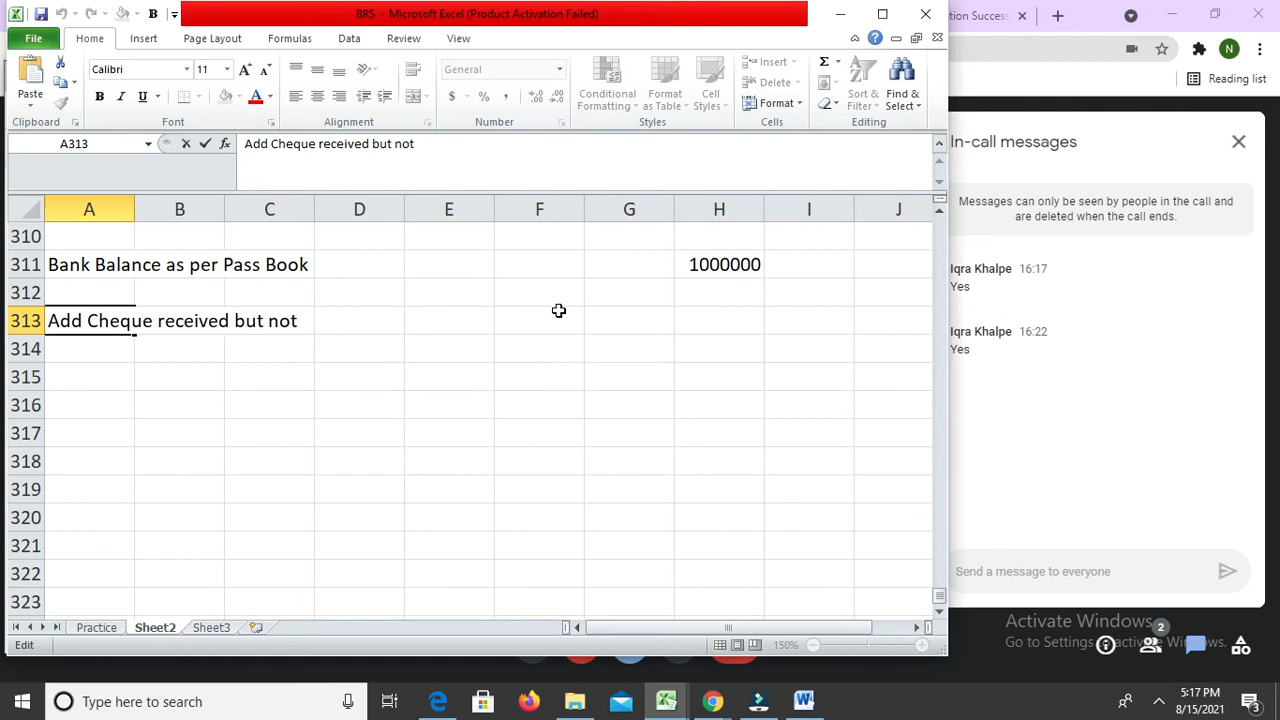 BRS - Microsoft Excel (Product Activation Failed)
tion Succes
File Home Insert Page Layout Formulas Data Review View
N
Reading list
Paste
Calibri 11
General
Conditional Formatting
Format as Table
Cell Styles
Insert
Delete
Format
Sort & Filter
Find & Select
Clipboard Font Alignment Number Styles Cells Editing
A313
Add Cheque received but not
A B C D E F G H I J
310
311 Bank Balance as per Pass Book 1000000
312
313 Add Cheque received but not
314
315
316
317
318
319
320
321
322
323
Practice Sheet2 Sheet3
Edit
150%
In-call messages
Messages can only be seen by people in the call and
are deleted when the call ends.
Iqra Khalpe 16:17
Yes
Iqra Khalpe 16:22
Yes
Send a message to everyone
Activate Windows
Go to Settings to activate Windows.
2
Type here to search
5:17 PM
8/15/2021
3